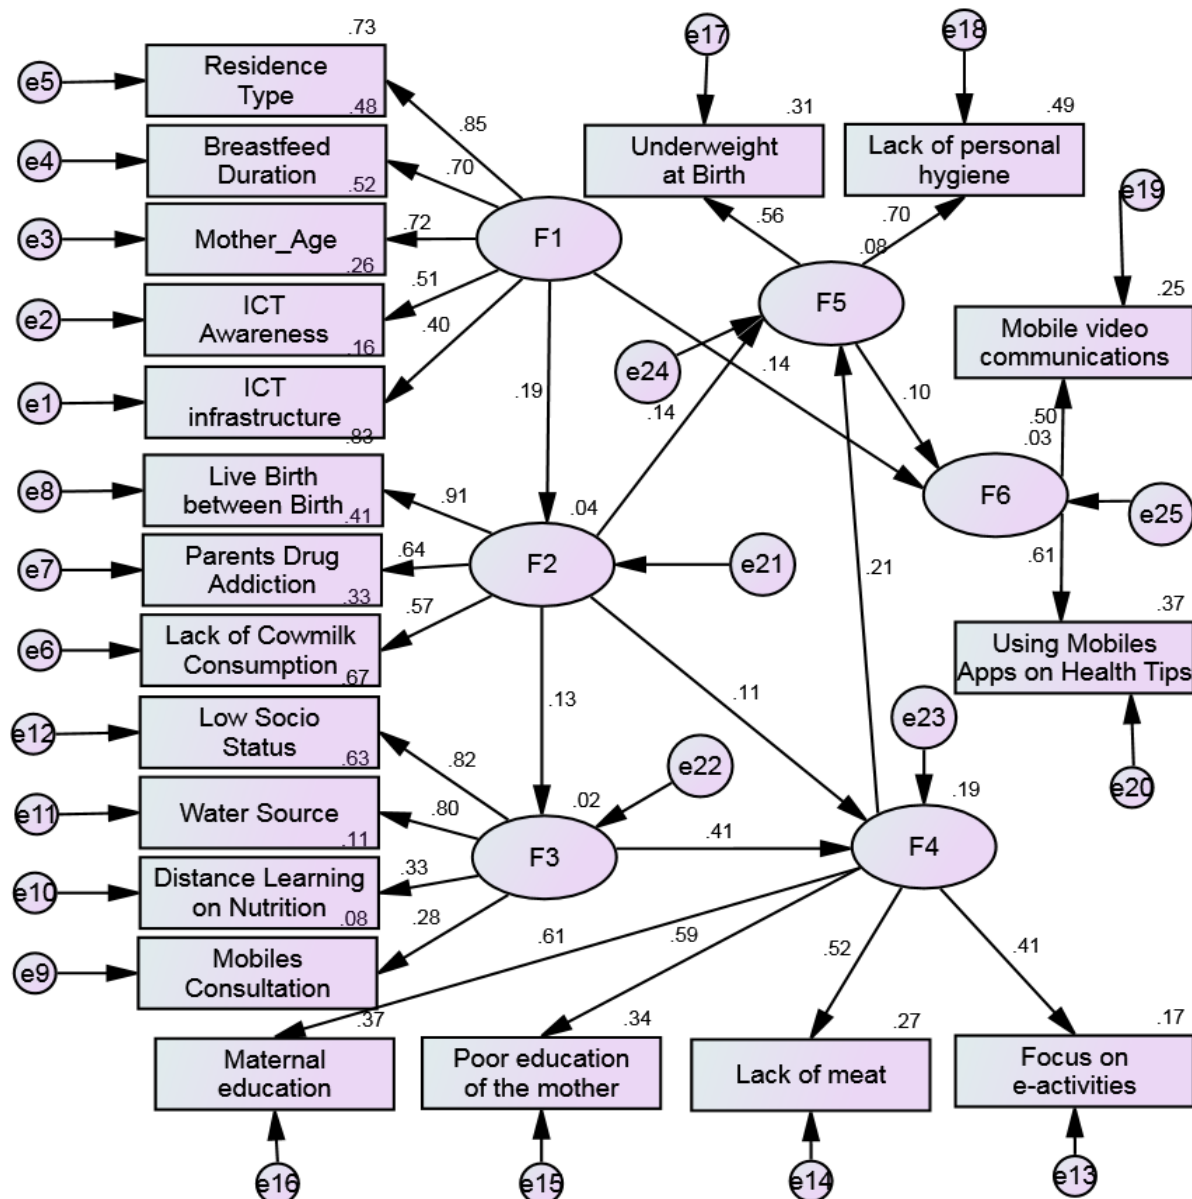 .73
e5
Residence
Type
.48
.85
e4
Breastfeed
Duration
.52
.70
e3
Mother_Age
.26
.72
F1
e2
ICT
Awareness
.16
.51
e1
ICT
infrastructure
.83
.40
e17
.31
Underweight
at Birth
.56
e18
.49
Lack of personal
hygiene
.70
.08
F5
e24
.14
e19
.25
Mobile video
communications
.50
.03
.14
.10
F6
e25
.61
.37
Using Mobiles
Apps on Health Tips
e20
.19
e8
Live Birth
between Birth
.41
.91
.04
F2
e21
e7
Parents Drug
Addiction
.33
.64
e6
Lack of Cowmilk
Consumption
.67
.57
.13
.11
.21
e12
Low Socio
Status
.63
.82
e22
e23
e11
Water Source
.11
.80
.02
F3
.41
.19
F4
e10
Distance Learning
on Nutrition
.08
.33
e9
Mobiles
Consultation
.28
.61
.59
.52
.41
.37
Maternal
education
e16
.34
Poor education
of the mother
e15
.27
Lack of meat
e14
.17
Focus on
e-activities
e13